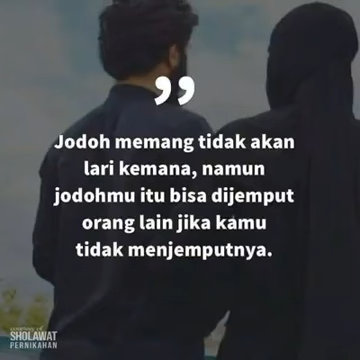 ”
Jodoh memang tidak akan
lari kemana, namun
jodohmu itu bisa dijemput
orang lain jika kamu
tidak menjemputnya.
SHOLAWAT
PERNIKAHAN